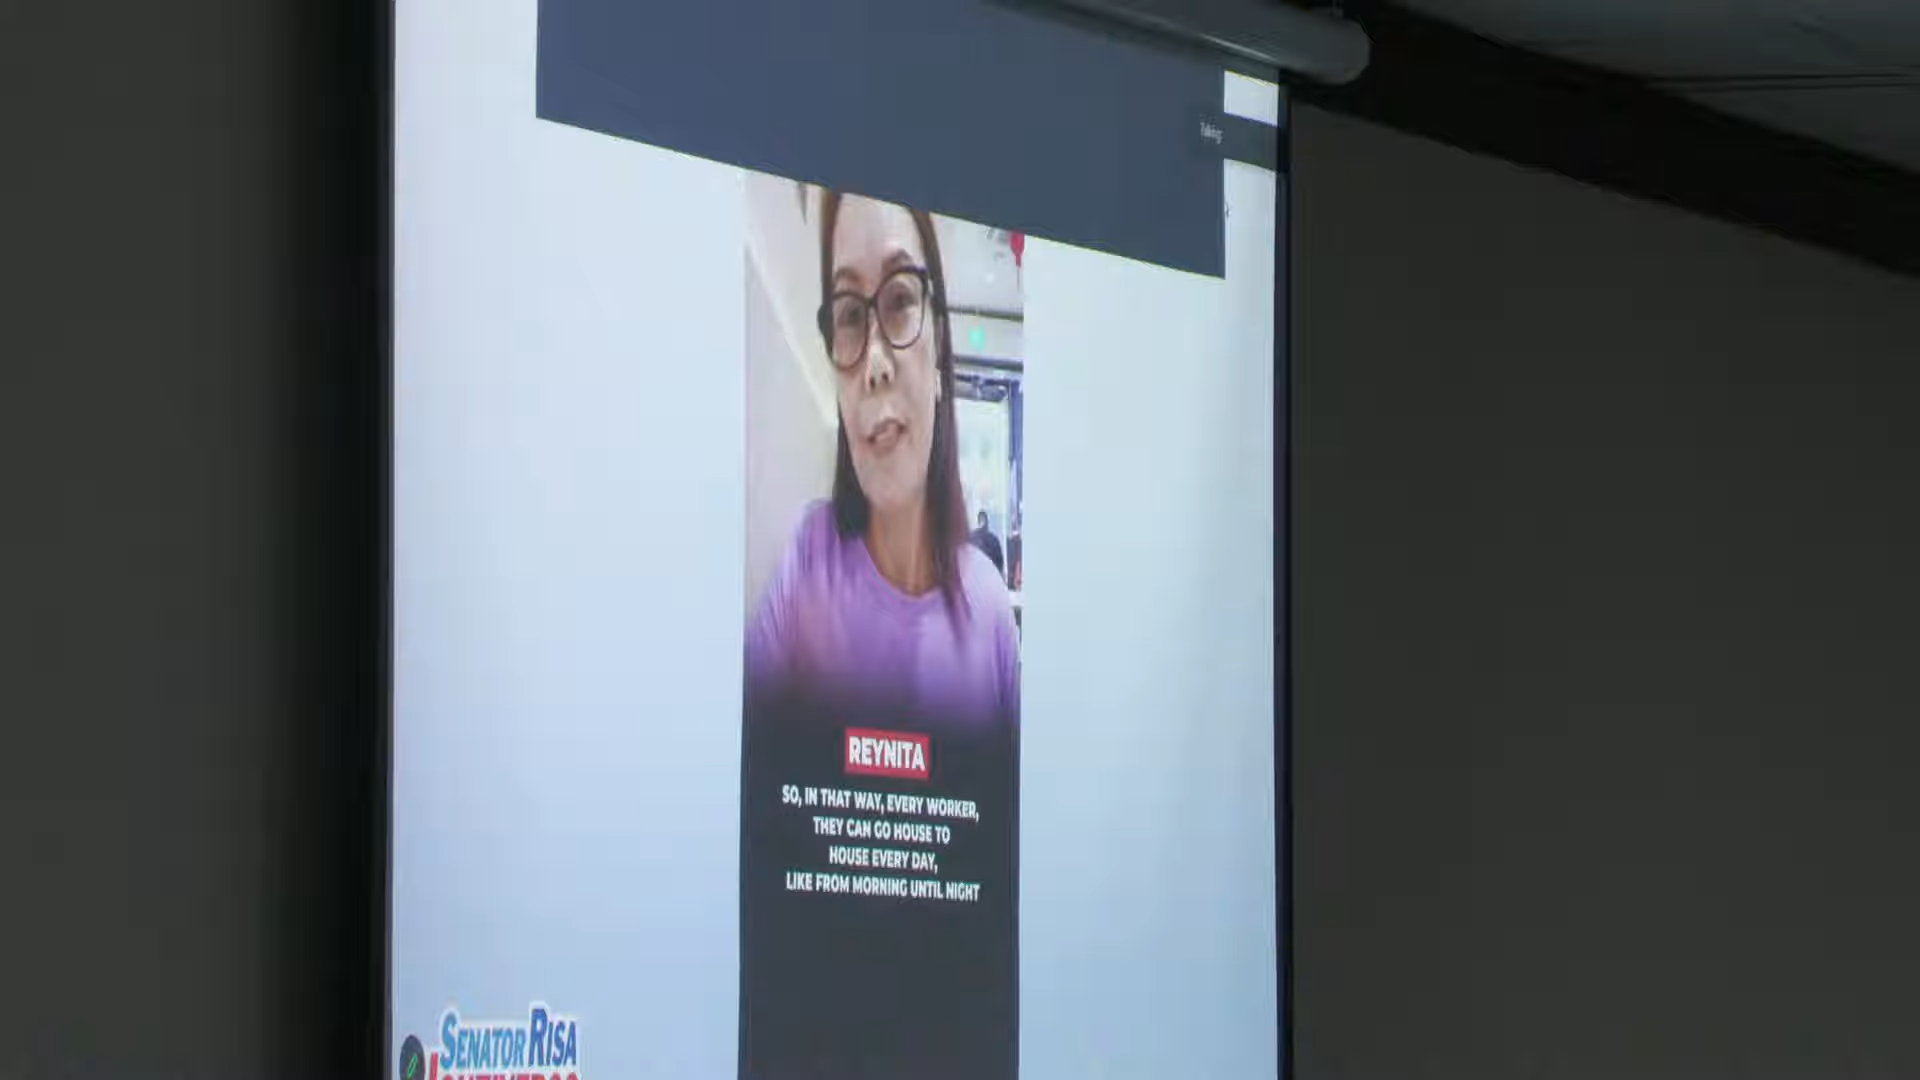 Talking:
REYNITA
SO, IN THAT WAY, EVERY WORKER,
THEY CAN GO HOUSE TO
HOUSE EVERY DAY,
LIKE FROM MORNING UNTIL NIGHT
SENATOR RISA